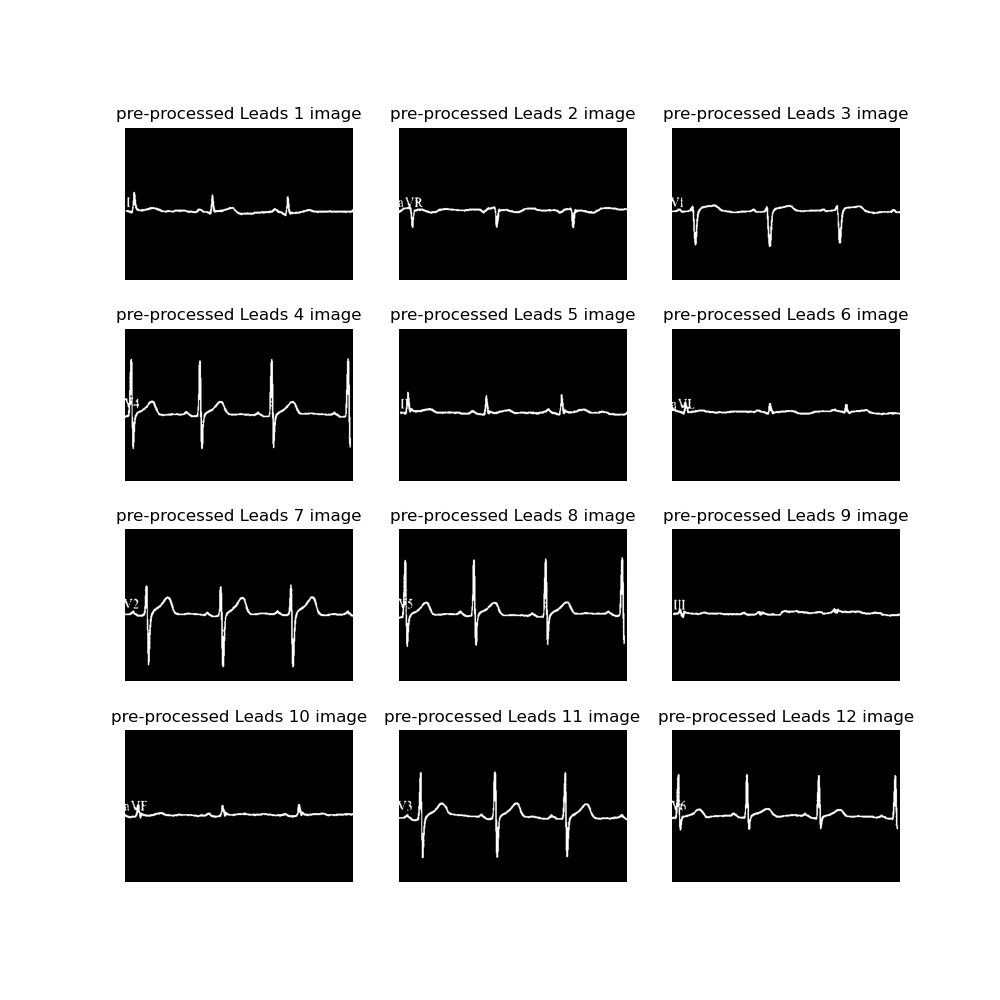 pre-processed Leads 1 image
pre-processed Leads 2 image
pre-processed Leads 3 image
I
aVR
V1
pre-processed Leads 4 image
pre-processed Leads 5 image
pre-processed Leads 6 image
V4
aVL
pre-processed Leads 7 image
pre-processed Leads 8 image
pre-processed Leads 9 image
V2
V5
III
pre-processed Leads 10 image
pre-processed Leads 11 image
pre-processed Leads 12 image
aVF
V3
V6